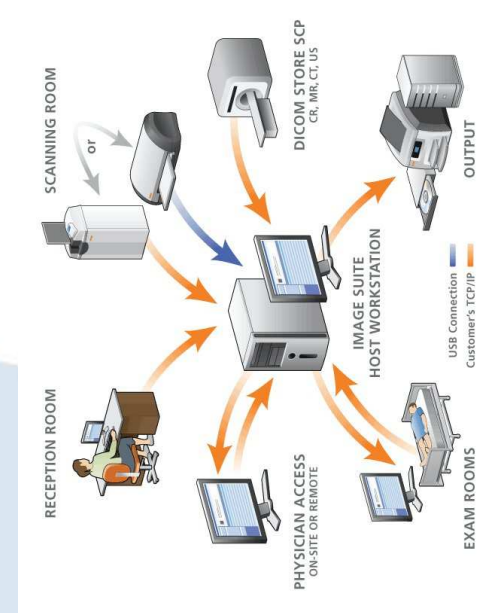 RECEPTION ROOM
SCANNING ROOM
or
DICOM STORE SCP
CR, MR, CT, US
PHYSICIAN ACCESS
ON-SITE OR REMOTE
IMAGE SUITE
HOST WORKSTATION
EXAM ROOMS
OUTPUT
USB Connection
Customer's TCP/IP